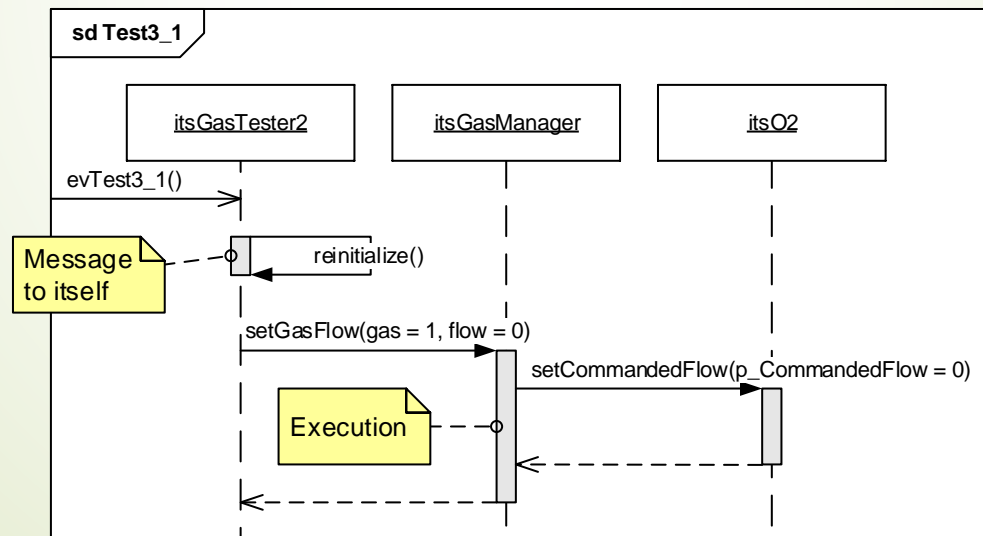 sd Test3_1
itsGasTester2
itsGasManager
itsO2
evTest3_1()
Message
to itself
reinitialize()
setGasFlow(gas = 1, flow = 0)
setCommandedFlow(p_CommandedFlow = 0)
Execution